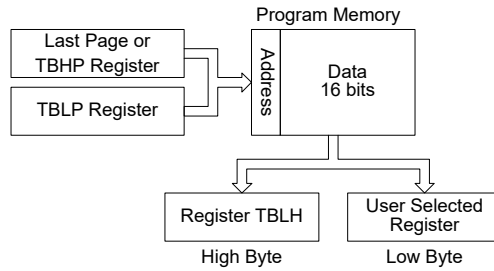 Program Memory
Last Page or
TBHP Register
TBLP Register
Address
Data
16 bits
Register TBLH
User Selected
Register
High Byte
Low Byte